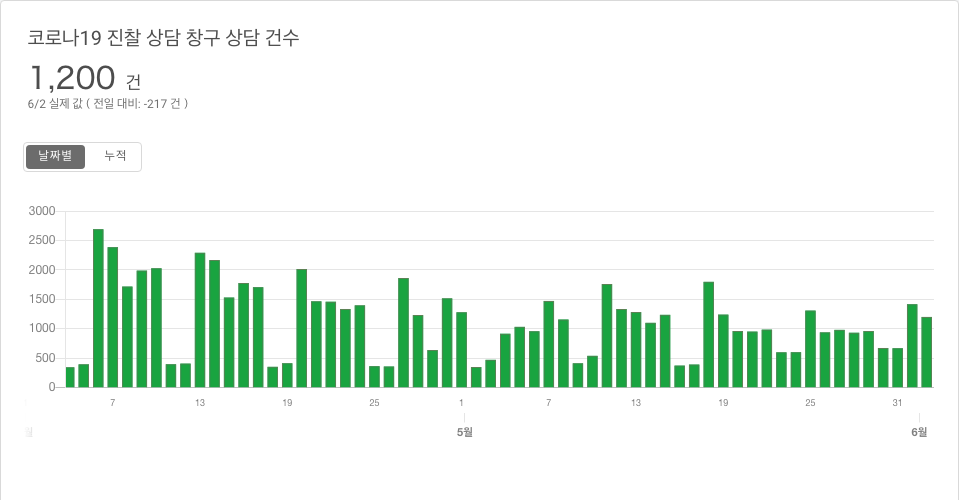 코로나19 진찰 상담 창구 상담 건수
1,200 건
6/2 실제 값 ( 전일 대비: -217 건 )
날짜별 누적
3000
2500
2000
1500
1000
500
0
7 13 19 25 1 7 13 19 25 31
월 5월 6월